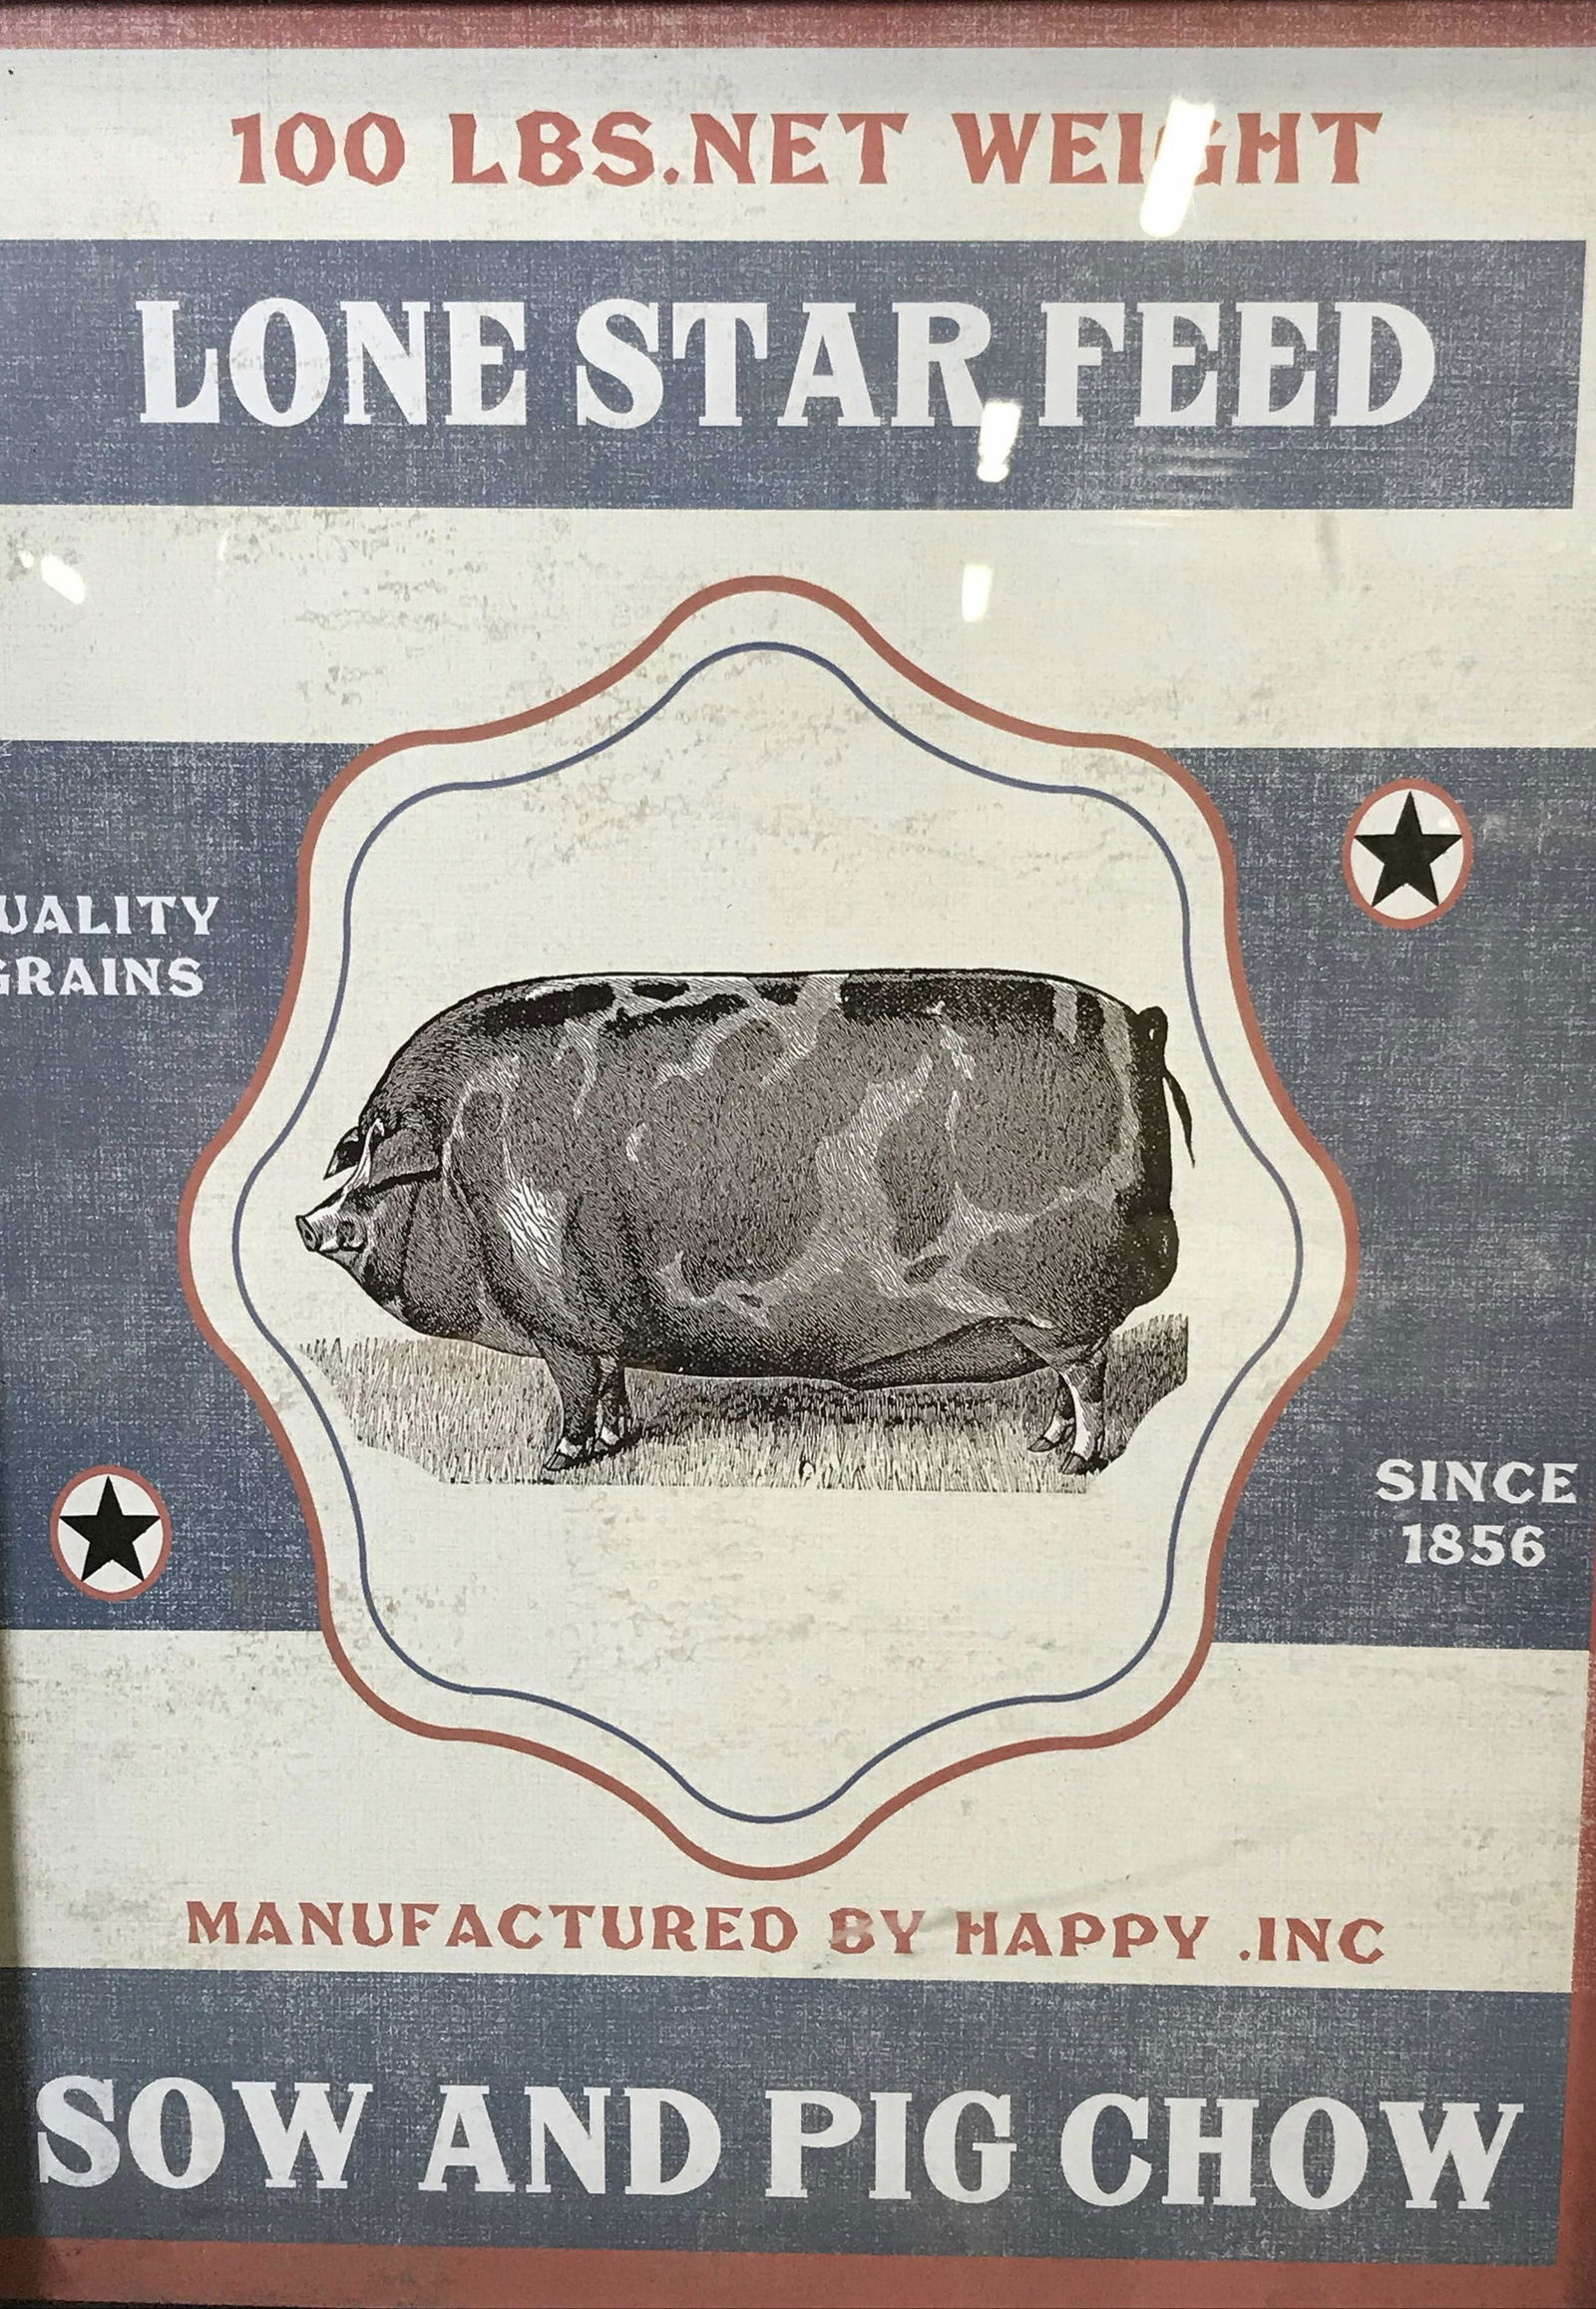 100 LBS.NET WEIGHT
LONE STAR FEED
UALITY
GRAINS
SINCE
1856
MANUFACTURED BY HAPPY .INC
SOW AND PIG CHOW